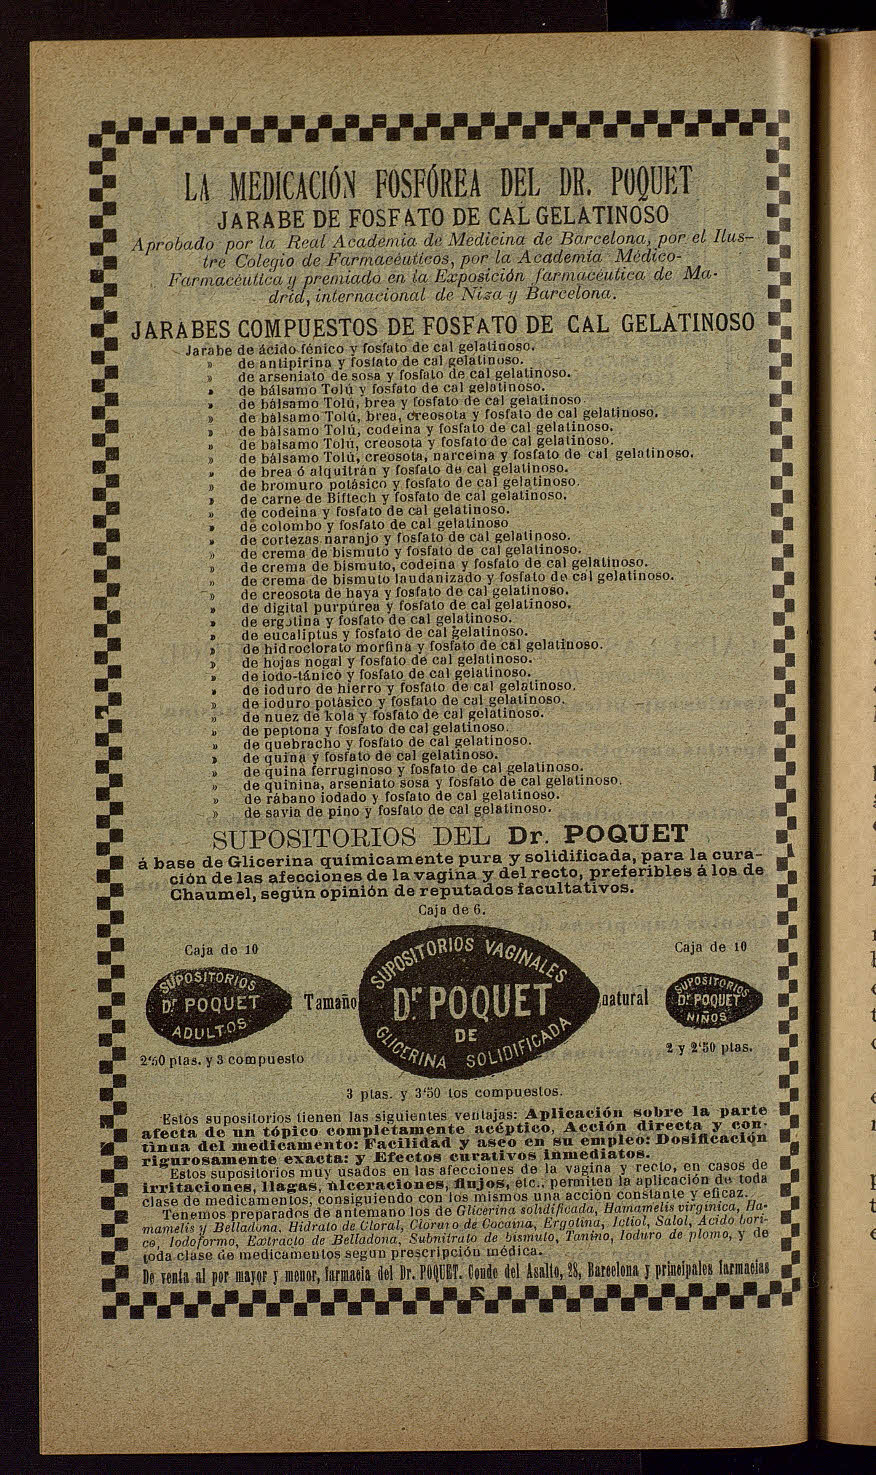 LA MEDICACIÓN FOSFÓREA DEL DR. POQUET
JARABE DE FOSFATO DE CAL GELATINOSO
Aprobado por la Real Academia de Medicina de Barcelona, por el Ilus-
tre Colegio de Farmacéuticos, por la Academia Médico-
Farmacéutica y premiado en la Exposición farmacéutica de Ma-
drid, internacional de Niza y Barcelona.
JARABES COMPUESTOS DE FOSFATO DE CAL GELATINOSO
Jarabe de ácido fénico y fosfato de cal gelatinoso.
» de antipirina y fosfato de cal gelatinoso.
» de arseniato de sosa y fosfato de cal gelatinoso.
» de bálsamo Tolú y fosfato de cal gelatinoso.
» de bálsamo Tolú, brea y fosfato de cal gelatinoso.
» de bálsamo Tolú, brea, creosota y fosfato de cal gelatinoso.
» de bálsamo Tolú, codeina y fosfato de cal gelatinoso.
» de bálsamo Tolú, creosota y fosfato de cal gelatinoso.
» de bálsamo Tolú, creosota, narceina y fosfato de cal gelatinoso.
» de brea ó alquitrán y fosfato de cal gelatinoso.
» de bromuro potásico y fosfato de cal gelatinoso.
» de carne de Biftech y fosfato de cal gelatinoso.
» de codeina y fosfato de cal gelatinoso.
» de colombo y fosfato de cal gelatinoso
» de cortezas naranjo y fosfato de cal gelatinoso.
» de crema de bismuto y fosfato de cal gelatinoso.
» de crema de bismuto, codeina y fosfato de cal gelatinoso.
» de crema de bismuto laudanizado y fosfato de cal gelatinoso.
» de creosota de haya y fosfato de cal gelatinoso.
» de digital purpúrea y fosfato de cal gelatinoso.
» de ergotina y fosfato de cal gelatinoso.
» de eucaliptus y fosfato de cal gelatinoso.
» de hidroclorato morfina y fosfato de cal gelatinoso.
» de hojas nogal y fosfato de cal gelatinoso.
» de iodo-tánico y fosfato de cal gelatinoso.
» de ioduro de hierro y fosfato de cal gelatinoso.
» de ioduro potásico y fosfato de cal gelatinoso.
» de nuez de kola y fosfato de cal gelatinoso.
» de peptona y fosfato de cal gelatinoso.
» de quebracho y fosfato de cal gelatinoso.
» de quina y fosfato de cal gelatinoso.
» de quina ferruginoso y fosfato de cal gelatinoso.
» de quinina, arseniato sosa y fosfato de cal gelatinoso.
» de rábano iodado y fosfato de cal gelatinoso.
» de savia de pino y fosfato de cal gelatinoso.
SUPOSITORIOS DEL Dr. POQUET
á base de Glicerina quimicamente pura y solidificada, para la cura-
ción de las afecciones de la vagina y del recto, preferibles á los de
Chaumel, según opinión de reputados facultativos.
Caja de 6.
Caja de 10
SUPOSITORIOS
Dr POQUET
ADULTOS
2'50 ptas. y 3 compuesto
Tamaño
SUPOSITORIOS VAGINALES
Dr. POQUET
DE
GLICERINA SOLIDIFICADA
natural
Caja de 10
SUPOSITORIOS
Dr. POQUET
NIÑOS
2 y 2'50 ptas.
3 ptas. y 3'50 los compuestos.
Estos supositorios tienen las siguientes ventajas: Aplicación sobre la parte
afecta de un tópico completamente acéptico, Acción directa y con-
tinua del medicamento: Facilidad y aseo en su empleo: Dosificación
rigurosamente exacta: y Efectos curativos inmediatos.
Estos supositorios muy usados en las afecciones de la vagina y recto, en casos de
irritaciones, llagas, ulceraciones, flujos, etc., permiten la aplicación de toda
clase de medicamentos, consiguiendo con los mismos una acción constante y eficaz.
Tenemos preparados de antemano los de Glicerina solidificada, Hamamelis virginica, Ha-
mamelis y Belladona, Hidrato de Cloral, Cloruro de Cocaina, Ergotina, Ictiol, Salol, Acido bori-
co, Iodoformo, Extracto de Belladona, Subnitrato de bismuto, Tanino, Ioduro de plomo, y de
toda clase de medicamentos segun prescripción médica.
De venta al por mayor y menor, farmacia del Dr. POQUET. Conde del Asalto, 28, Barcelona y principales farmacias